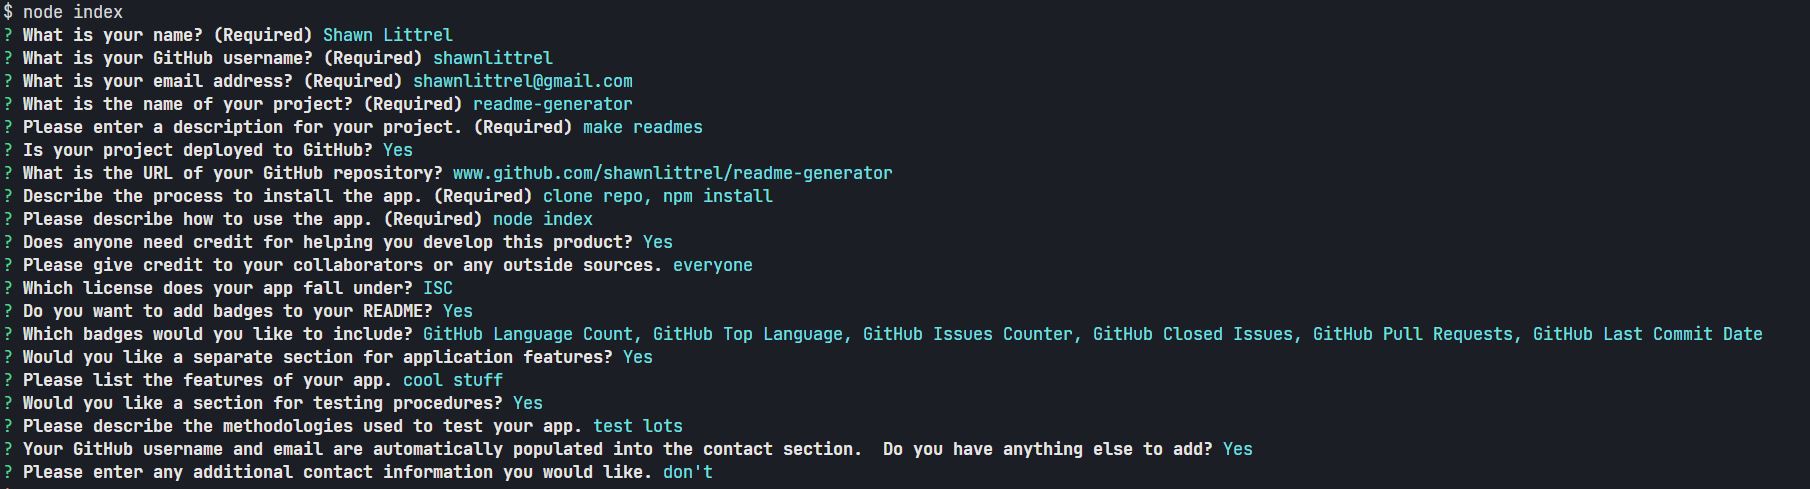 $ node index
? What is your name? (Required) Shawn Littrel
? What is your GitHub username? (Required) shawnlittrel
? What is your email address? (Required) shawnlittrel@gmail.com
? What is the name of your project? (Required) readme-generator
? Please enter a description for your project. (Required) make readmes
? Is your project deployed to GitHub? Yes
? What is the URL of your GitHub repository? www.github.com/shawnlittrel/readme-generator
? Describe the process to install the app. (Required) clone repo, npm install
? Please describe how to use the app. (Required) node index
? Does anyone need credit for helping you develop this product? Yes
? Please give credit to your collaborators or any outside sources. everyone
? Which license does your app fall under? ISC
? Do you want to add badges to your README? Yes
? Which badges would you like to include? GitHub Language Count, GitHub Top Language, GitHub Issues Counter, GitHub Closed Issues, GitHub Pull Requests, GitHub Last Commit Date
? Would you like a separate section for application features? Yes
? Please list the features of your app. cool stuff
? Would you like a section for testing procedures? Yes
? Please describe the methodologies used to test your app. test lots
? Your GitHub username and email are automatically populated into the contact section.  Do you have anything else to add? Yes
? Please enter any additional contact information you would like. don't